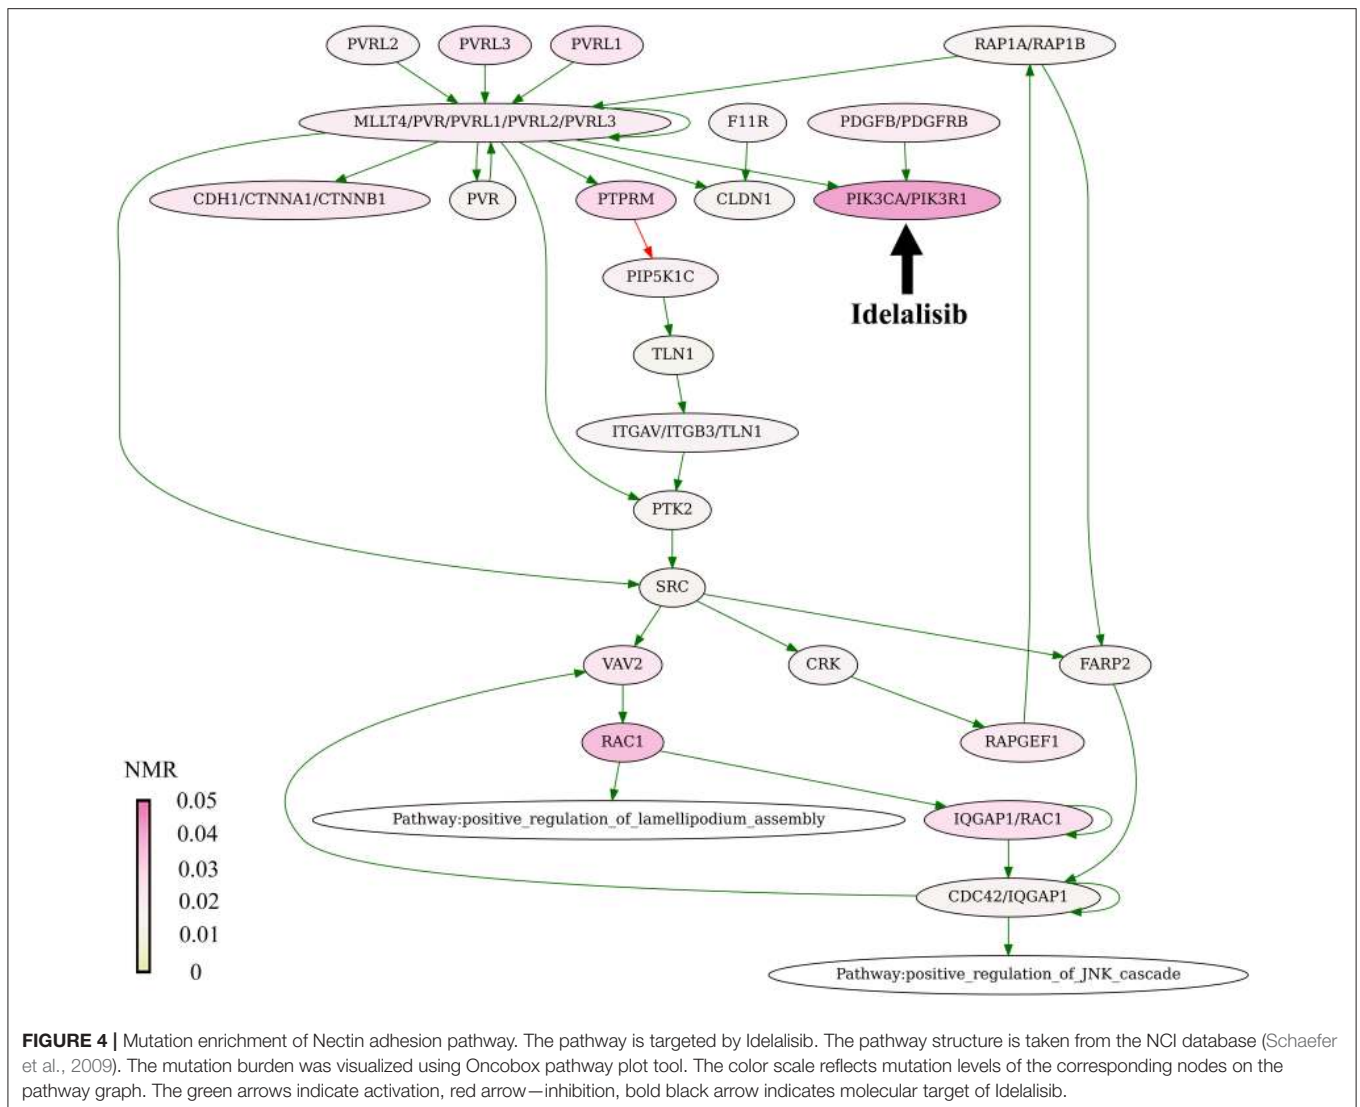 PVRL2
PVRL3
PVRL1
RAP1A/RAP1B
MLLT4/PVR/PVRL1/PVRL2/PVRL3
F11R
PDGFB/PDGFRB
CDH1/CTNNA1/CTNNB1
PVR
PTPRM
CLDN1
PIK3CA/PIK3R1
PIP5K1C
Idelalisib
TLN1
ITGAV/ITGB3/TLN1
PTK2
SRC
VAV2
CRK
FARP2
RAC1
RAPGEF1
NMR
0.05
0.04
0.03
0.02
0.01
0
Pathway:positive_regulation_of_lamellipodium_assembly
IQGAP1/RAC1
CDC42/IQGAP1
Pathway:positive_regulation_of_JNK_cascade
FIGURE 4 | Mutation enrichment of Nectin adhesion pathway. The pathway is targeted by Idelalisib. The pathway structure is taken from the NCI database (Schaefer
et al., 2009). The mutation burden was visualized using Oncobox pathway plot tool. The color scale reflects mutation levels of the corresponding nodes on the
pathway graph. The green arrows indicate activation, red arrow—inhibition, bold black arrow indicates molecular target of Idelalisib.